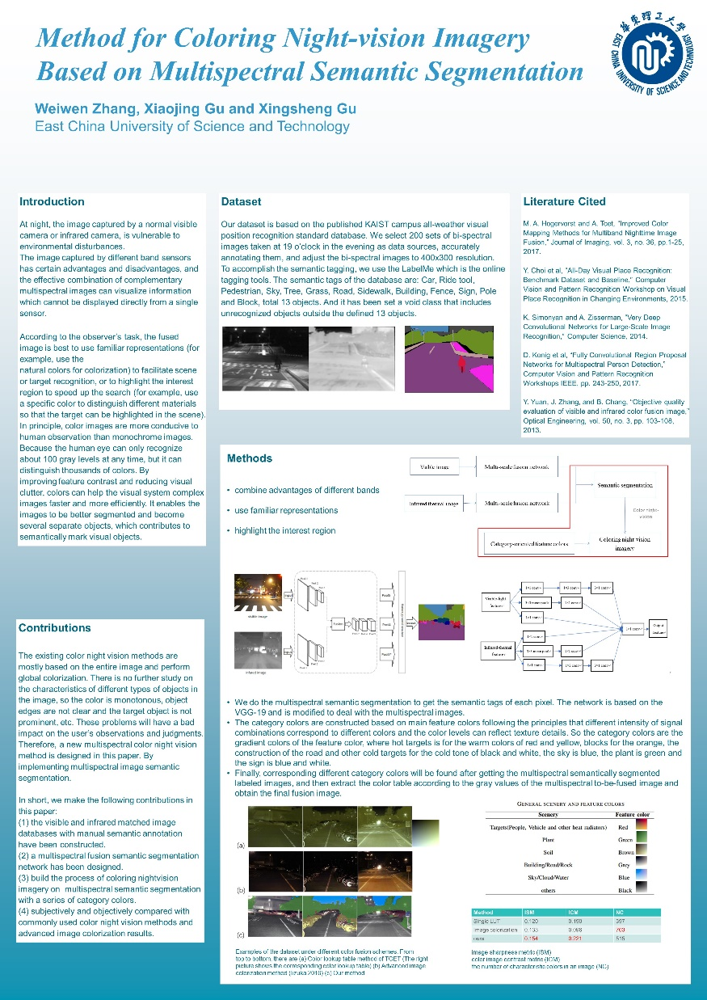 Method for Coloring Night-vision Imagery
Based on Multispectral Semantic Segmentation
华东理工大学
EAST CHINA UNIVERSITY OF SCIENCE AND TECHNOLOGY
Weiwen Zhang, Xiaojing Gu and Xingsheng Gu
East China University of Science and Technology
Introduction
At night, the image captured by a normal visible
camera or infrared camera, is vulnerable to
environmental disturbances.
The image captured by different band sensors
has certain advantages and disadvantages, and
the effective combination of complementary
multispectral images can visualize information
which cannot be displayed directly from a single
sensor.
According to the observer's task, the fused
image is best to use familiar representations (for
example, use the
natural colors for colorization) to facilitate scene
or target recognition, or to highlight the interest
region to speed up the search (for example, use
a specific color to distinguish different materials
so that the target can be highlighted in the scene).
In principle, color images are more conducive to
human observation than monochrome images.
Because the human eye can only recognize
about 100 gray levels at any time, but it can
distinguish thousands of colors. By
improving feature contrast and reducing visual
clutter, colors can help the visual system complex
images faster and more efficiently. It enables the
images to be better segmented and become
several separate objects, which contributes to
semantically mark visual objects.
Contributions
The existing color night vision methods are
mostly based on the entire image and perform
global colorization. There is no further study on
the characteristics of different types of objects in
the image, so the color is monotonous, object
edges are not clear and the target object is not
prominent, etc. These problems will have a bad
impact on the user's observations and judgments.
Therefore, a new multispectral color night vision
method is designed in this paper. By
implementing multispectral image semantic
segmentation.
In short, we make the following contributions in
this paper:
(1) the visible and infrared matched image
databases with manual semantic annotation
have been constructed.
(2) a multispectral fusion semantic segmentation
network has been designed.
(3) build the process of coloring nightvision
imagery on multispectral semantic segmentation
with a series of category colors.
(4) subjectively and objectively compared with
commonly used color night vision methods and
advanced image colorization results.
Dataset
Our dataset is based on the published KAIST campus all-weather visual
position recognition standard database. We select 200 sets of bi-spectral
images taken at 19 o'clock in the evening as data sources, accurately
annotating them, and adjust the bi-spectral images to 400x300 resolution.
To accomplish the semantic tagging, we use the LabelMe which is the online
tagging tools. The semantic tags of the database are: Car, Ride tool,
Pedestrian, Sky, Tree, Grass, Road, Sidewalk, Building, Fence, Sign, Pole
and Block, total 13 objects. And it has been set a void class that includes
unrecognized objects outside the defined 13 objects.
Literature Cited
M. A. Hogervorst and A. Toet, "Improved Color
Mapping Methods for Multiband Nighttime Image
Fusion," Journal of Imaging, vol. 3, no. 36, pp.1-25,
2017.
Y. Choi et al, "All-Day Visual Place Recognition:
Benchmark Dataset and Baseline," Computer
Vision and Pattern Recognition Workshop on Visual
Place Recognition in Changing Environments, 2015.
K. Simonyan and A. Zisserman, "Very Deep
Convolutional Networks for Large-Scale Image
Recognition," Computer Science, 2014.
D. Konig et al, "Fully Convolutional Region Proposal
Networks for Multispectral Person Detection,"
Computer Vision and Pattern Recognition
Workshops IEEE. pp. 243-250, 2017.
Y. Yuan, J. Zhang, and B. Chang, "Objective quality
evaluation of visible and infrared color fusion image,"
Optical Engineering, vol. 50, no. 3, pp. 103-108,
2013.
Methods
• combine advantages of different bands
• use familiar representations
• highlight the interest region
Visible image
Multi-scale fusion network
Infrared thermal image
Multi-scale fusion network
Semantic segmentation
Color night-
vision
Category-oriented feature colors
Coloring night vision
imagery
visible image
infrared image
Visible-light
features
Infrared-thermal
features
Output
features
• We do the multispectral semantic segmentation to get the semantic tags of each pixel. The network is based on the
VGG-19 and is modified to deal with the multispectral images.
• The category colors are constructed based on main feature colors following the principles that different intensity of signal
combinations correspond to different colors and the color levels can reflect texture details. So the category colors are the
gradient colors of the feature color, where hot targets is for the warm colors of red and yellow, blocks for the orange, the
construction of the road and other cold targets for the cold tone of black and white, the sky is blue, the plant is green and
the sign is blue and white.
• Finally, corresponding different category colors will be found after getting the multispectral semantically segmented
labeled images, and then extract the color table according to the gray values of the multispectral to-be-fused image and
obtain the final fusion image.
(a)
(b)
(c)
Examples of the dataset under different color fusion schemes. From
top to bottom, there are (a) Color lookup table method of TOET (The right
picture shows the corresponding color lookup table) (b) Advanced image
colorization method (Iizuka 2016) (c) Our method
GENERAL SCENERY AND FEATURE COLORS
Scenery Feature color
Targets(People, Vehicle and other heat radiators) Red
Plant Green
Soil Brown
Building/Road/Rock Grey
Sky/Cloud/Water Blue
others Black
Method ISM ICM NC
Single LUT 0.120 0.190 397
Image colorization 0.133 0.096 703
ours 0.154 0.221 515
image sharpness metric (ISM)
color image contrast metric (ICM)
the number of characteristic colors in an image (NC)